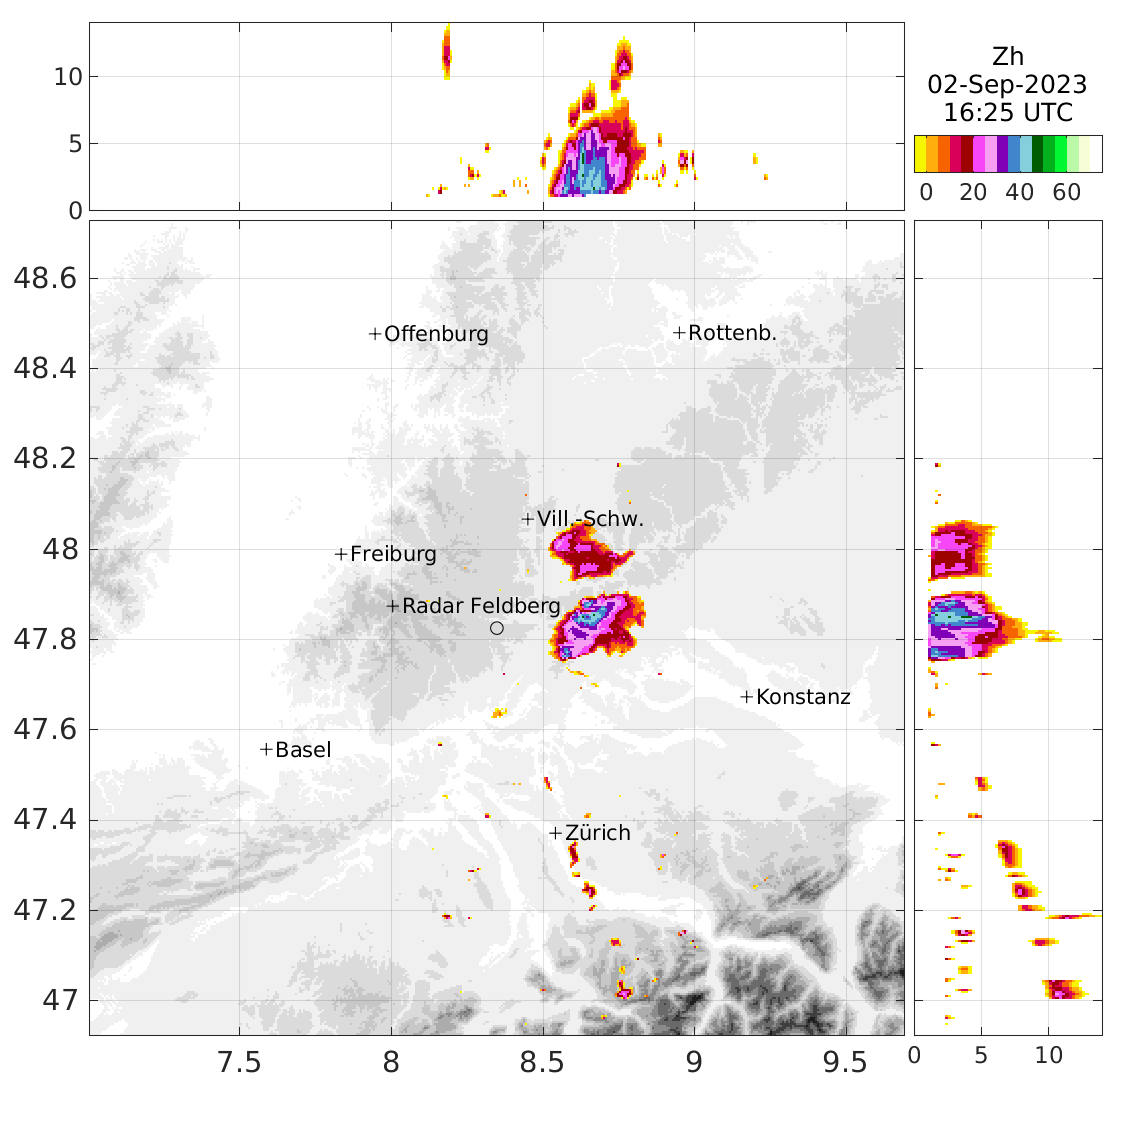 Zh
02-Sep-2023
16:25 UTC
0 20 40 60
10
5
0
48.6
48.4
48.2
48
47.8
47.6
47.4
47.2
47
+Offenburg
+Rottenb.
+Vill.-Schw.
+Freiburg
+Radar Feldberg
+Konstanz
+Basel
+Zürich
7.5 8 8.5 9 9.5
0 5 10